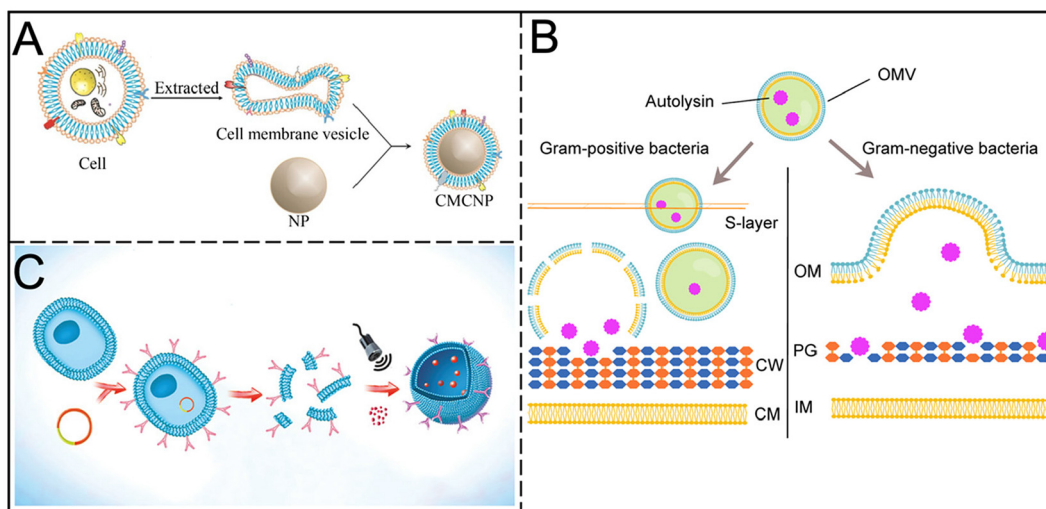 A
Cell
Extracted
Cell membrane vesicle
NP
CMCNP
B
Autolysin
OMV
Gram-positive bacteria
Gram-negative bacteria
S-layer
CW
CM
OM
PG
IM
C